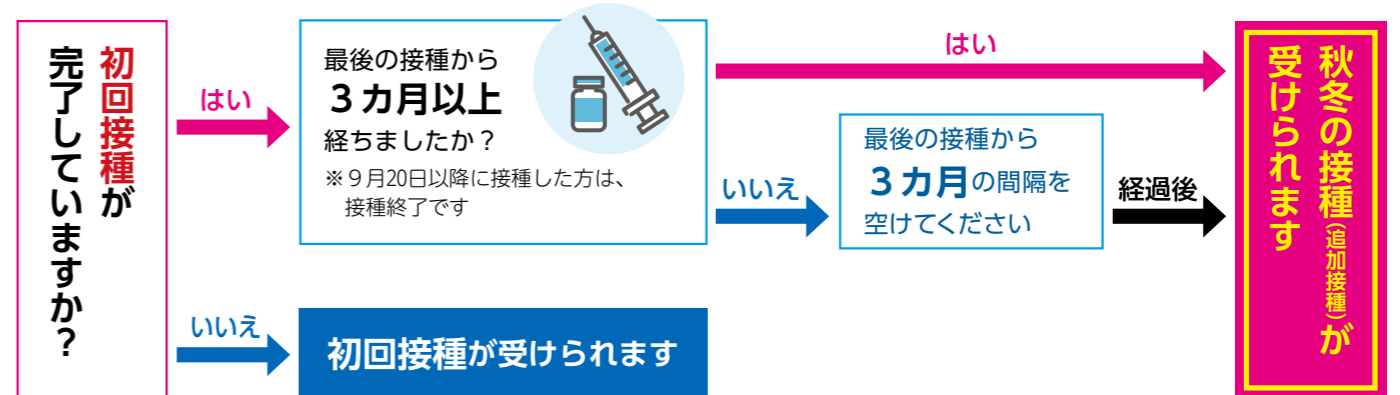 初回接種が
完了していますか？
はい
最後の接種から
３カ月以上
経ちましたか？
※９月20日以降に接種した方は、
接種終了です
はい
いいえ
最後の接種から
３カ月の間隔を
空けてください
経過後
秋冬の接種（追加接種）が
受けられます
いいえ
初回接種が受けられます